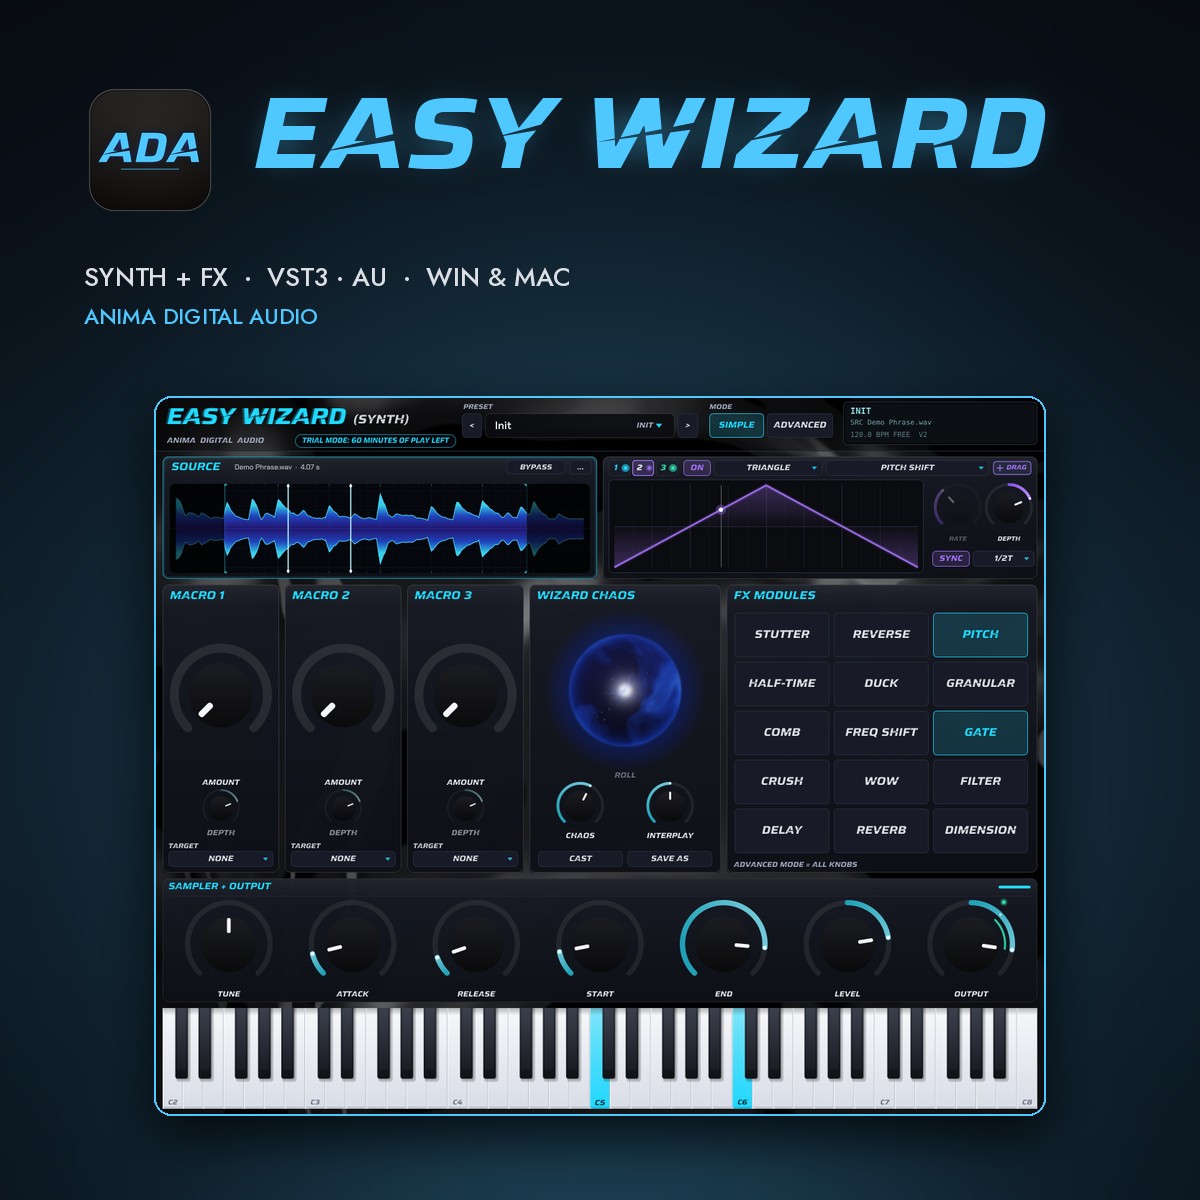 ADA
EASY WIZARD
SYNTH + FX · VST3 · AU · WIN & MAC
ANIMA DIGITAL AUDIO
EASY WIZARD (SYNTH)
ANIMA DIGITAL AUDIO
TRIAL MODE: 60 MINUTES OF PLAY LEFT
PRESET
< Init INIT >
MODE
SIMPLE ADVANCED
INIT
SRC Demo Phrase.wav
120.0 BPM FREE V2
SOURCE Demo Phrase.wav · 4.07 s BYPASS ...
1 2 3 ON TRIANGLE PITCH SHIFT + DRAG
RATE DEPTH
SYNC 1/2T
MACRO 1 MACRO 2 MACRO 3 WIZARD CHAOS FX MODULES
STUTTER REVERSE PITCH
HALF-TIME DUCK GRANULAR
COMB FREQ SHIFT GATE
CRUSH WOW FILTER
DELAY REVERB DIMENSION
ADVANCED MODE = ALL KNOBS
ROLL
AMOUNT AMOUNT AMOUNT
DEPTH DEPTH DEPTH
CHAOS INTERPLAY
TARGET TARGET TARGET
NONE NONE NONE
CAST SAVE AS
SAMPLER + OUTPUT
TUNE ATTACK RELEASE START END LEVEL OUTPUT
C2 C3 C4 C5 C6 C7 C8